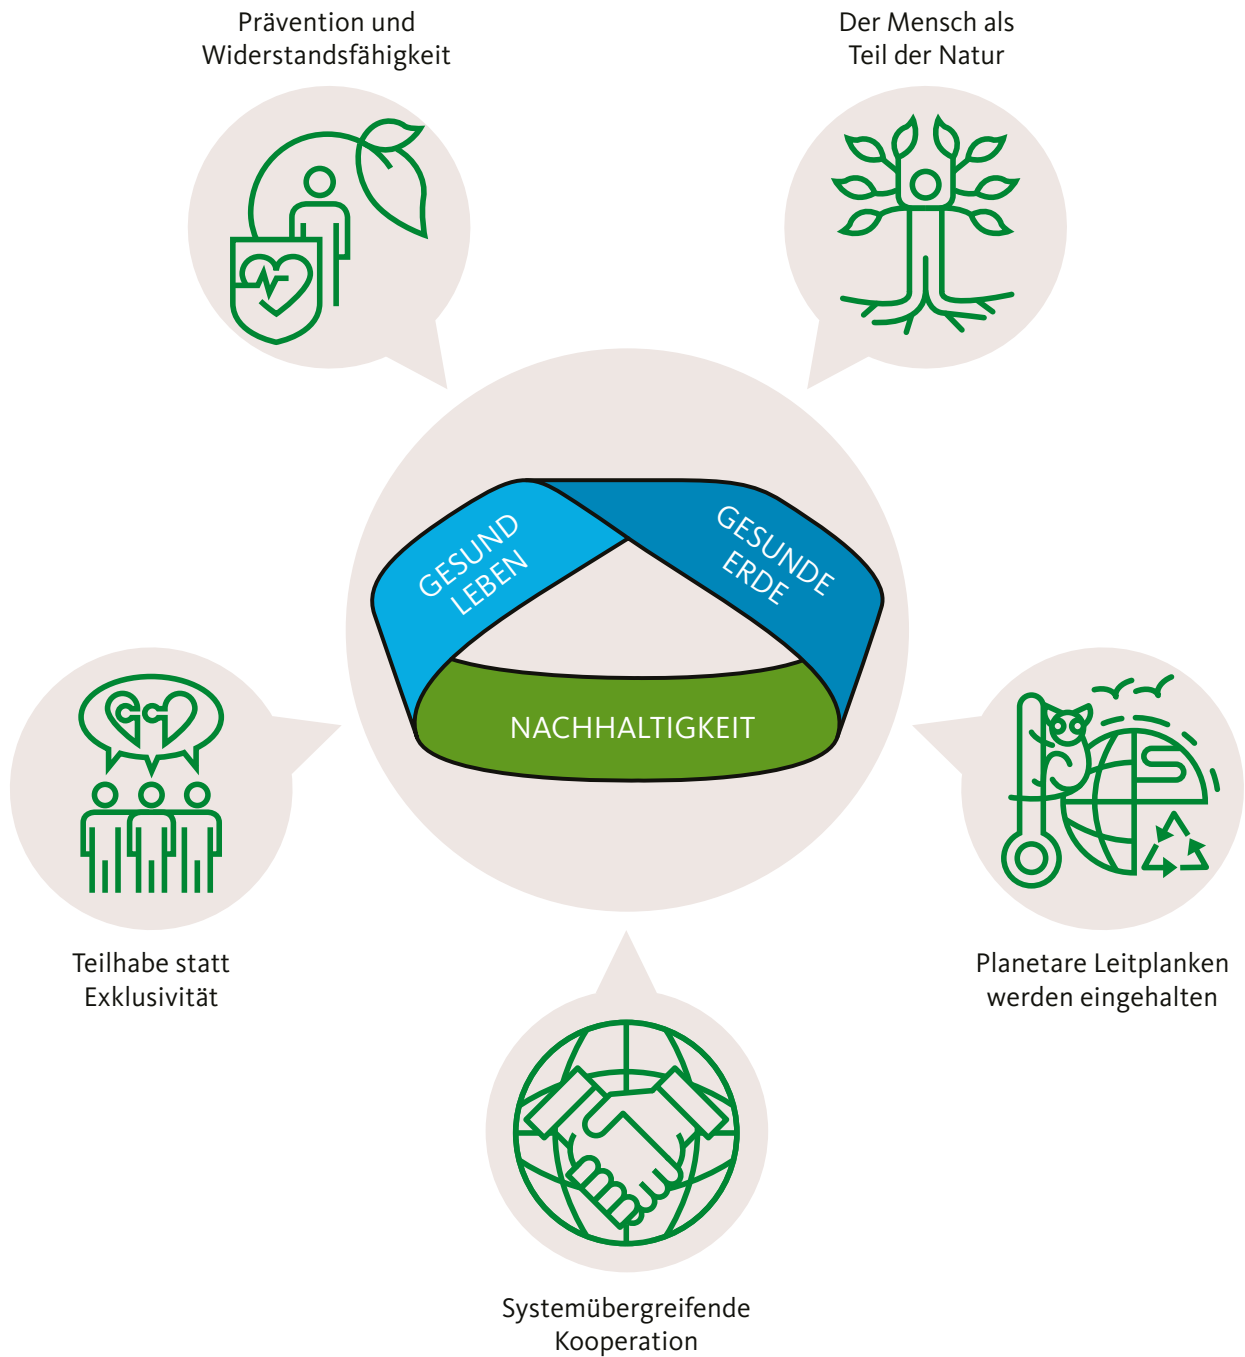 Prävention und
Widerstandsfähigkeit
Der Mensch als
Teil der Natur
GESUND
LEBEN
GESUNDE
ERDE
NACHHALTIGKEIT
Teilhabe statt
Exklusivität
Planetare Leitplanken
werden eingehalten
Systemübergreifende
Kooperation